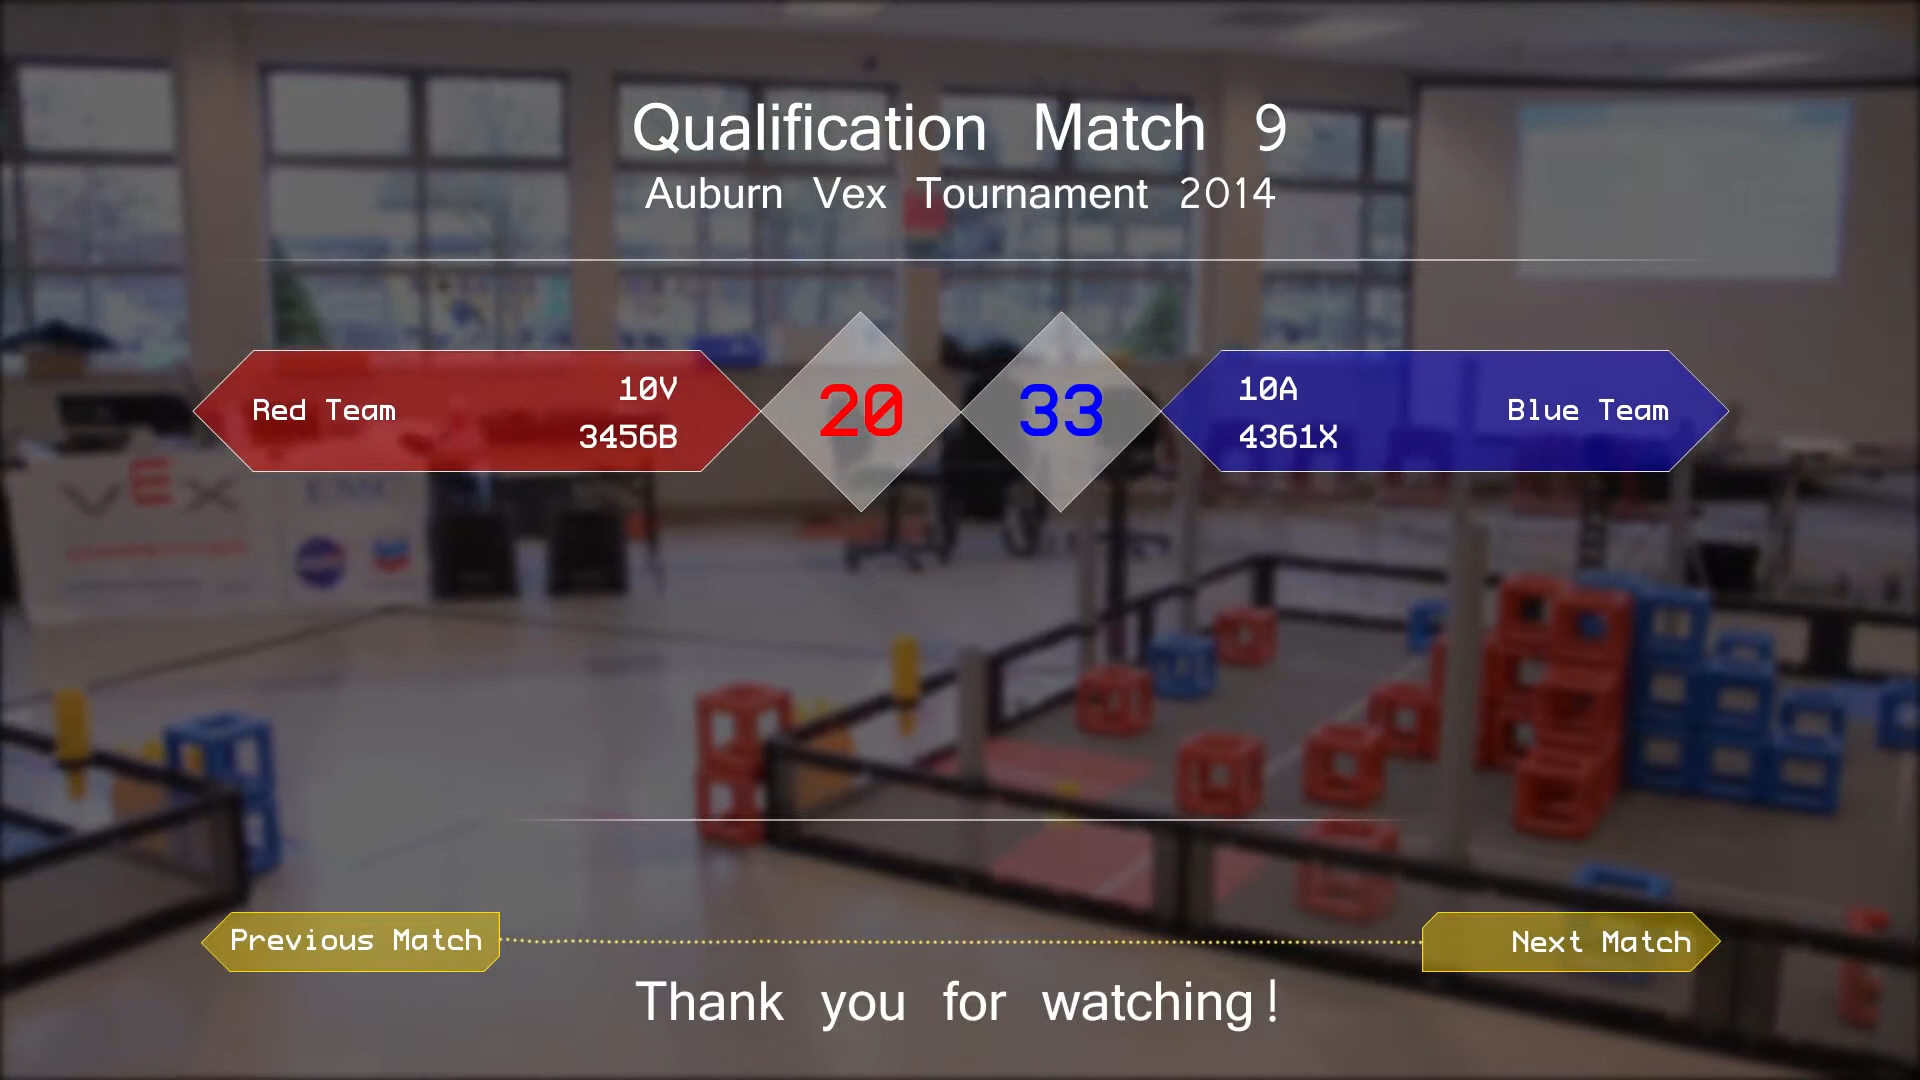 Qualification Match 9
Auburn Vex Tournament 2014
Red Team
10V
3456B
20
33
10A
4361X
Blue Team
VEX
Previous Match
Next Match
Thank you for watching!